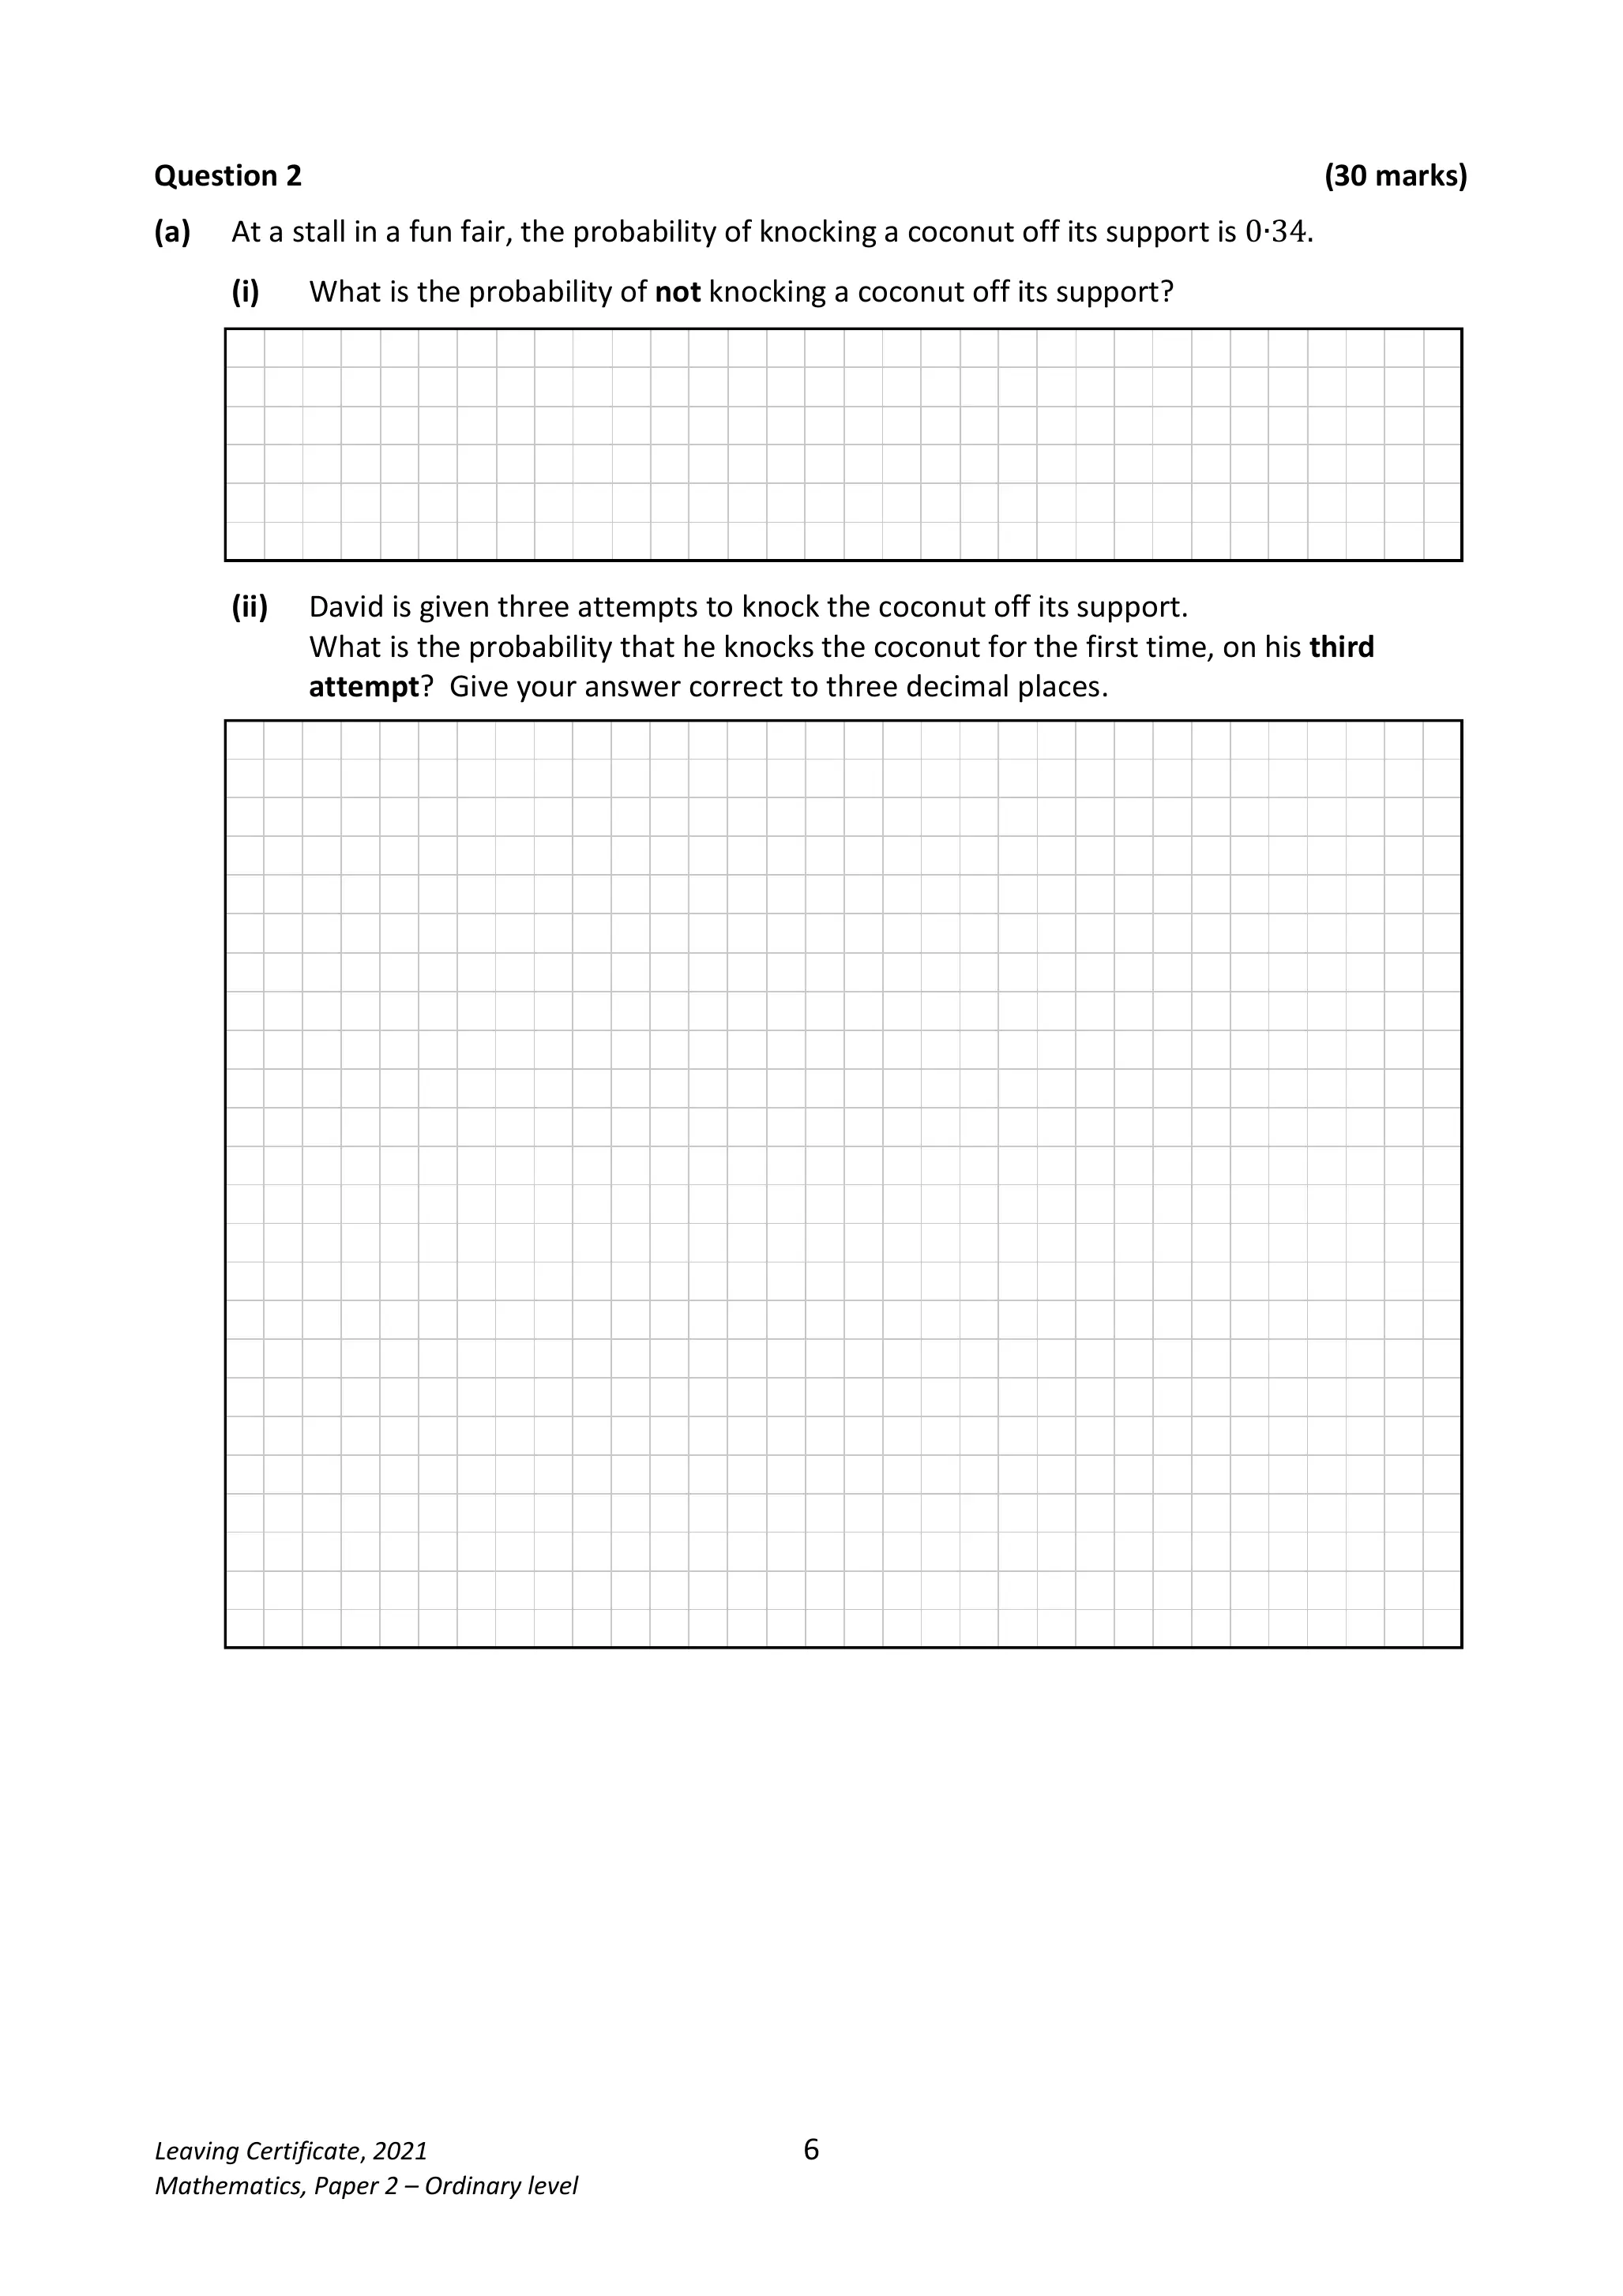 Question 2 (30 marks)
(a) At a stall in a fun fair, the probability of knocking a coconut off its support is 0·34.
(i) What is the probability of not knocking a coconut off its support?
(ii) David is given three attempts to knock the coconut off its support.
What is the probability that he knocks the coconut for the first time, on his third
attempt? Give your answer correct to three decimal places.
Leaving Certificate, 2021 6
Mathematics, Paper 2 – Ordinary level